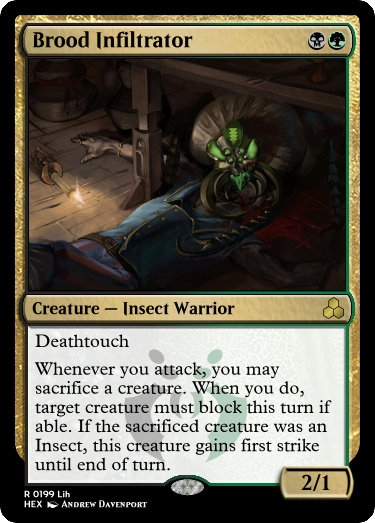 Brood Infiltrator
Creature — Insect Warrior
Deathtouch
Whenever you attack, you may
sacrifice a creature. When you do,
target creature must block this turn if
able. If the sacrificed creature was an
Insect, this creature gains first strike
until end of turn.
2/1
R 0199 Lih
HEX Andrew Davenport